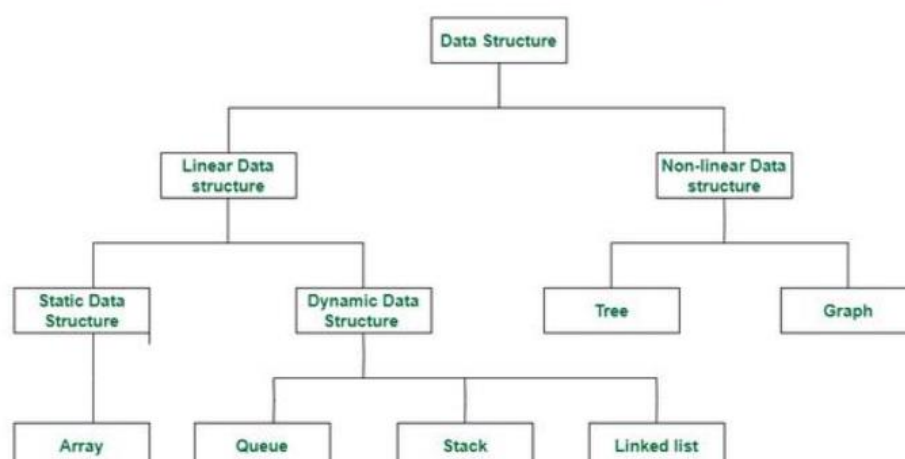 Data Structure
Linear Data
structure
Non-linear Data
structure
Static Data
Structure
Dynamic Data
Structure
Tree
Graph
Array
Queue
Stack
Linked list